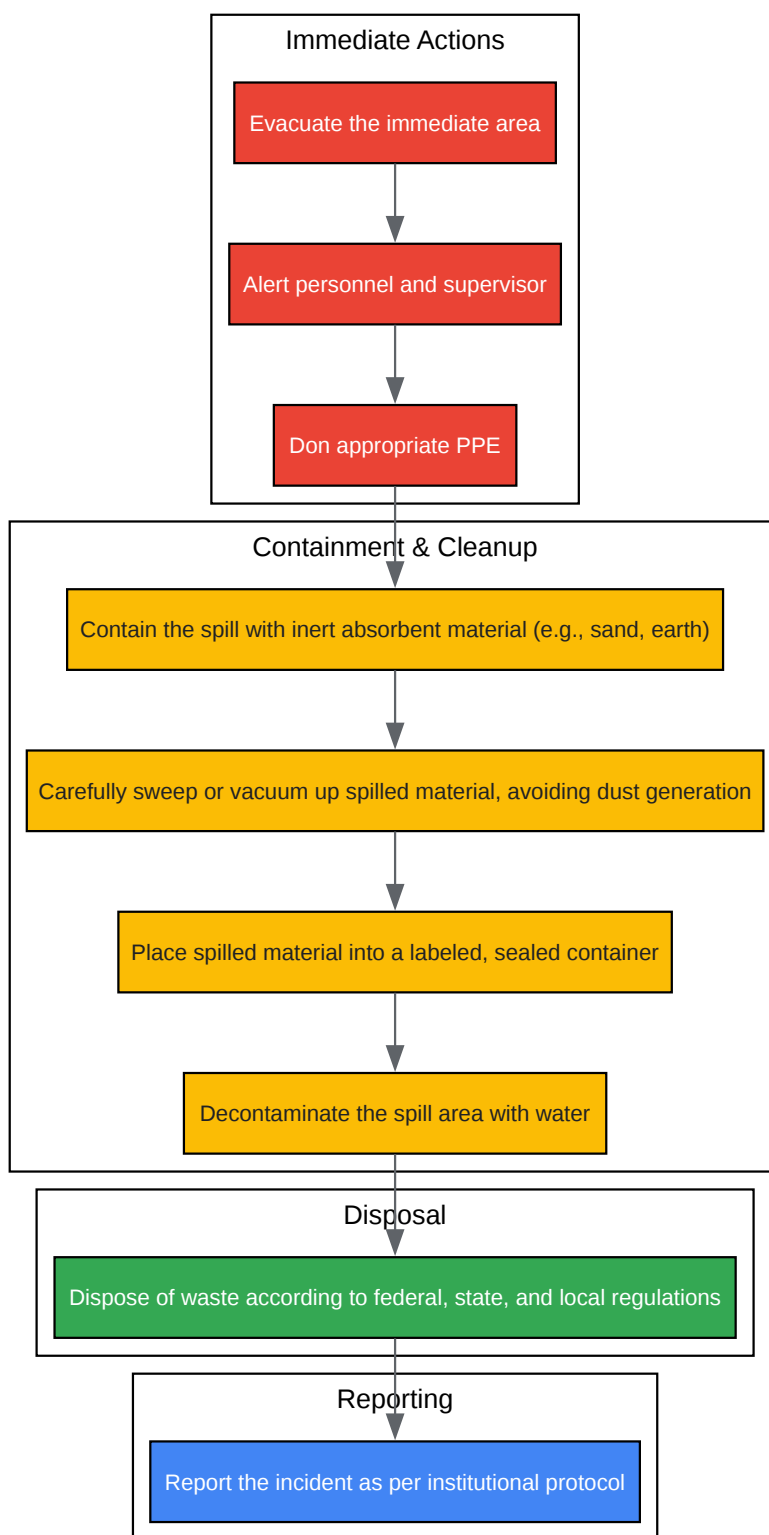 Immediate Actions
Evacuate the immediate area
Alert personnel and supervisor
Don appropriate PPE
Containment & Cleanup
Contain the spill with inert absorbent material (e.g., sand, earth)
Carefully sweep or vacuum up spilled material, avoiding dust generation
Place spilled material into a labeled, sealed container
Decontaminate the spill area with water
Disposal
Dispose of waste according to federal, state, and local regulations
Reporting
Report the incident as per institutional protocol